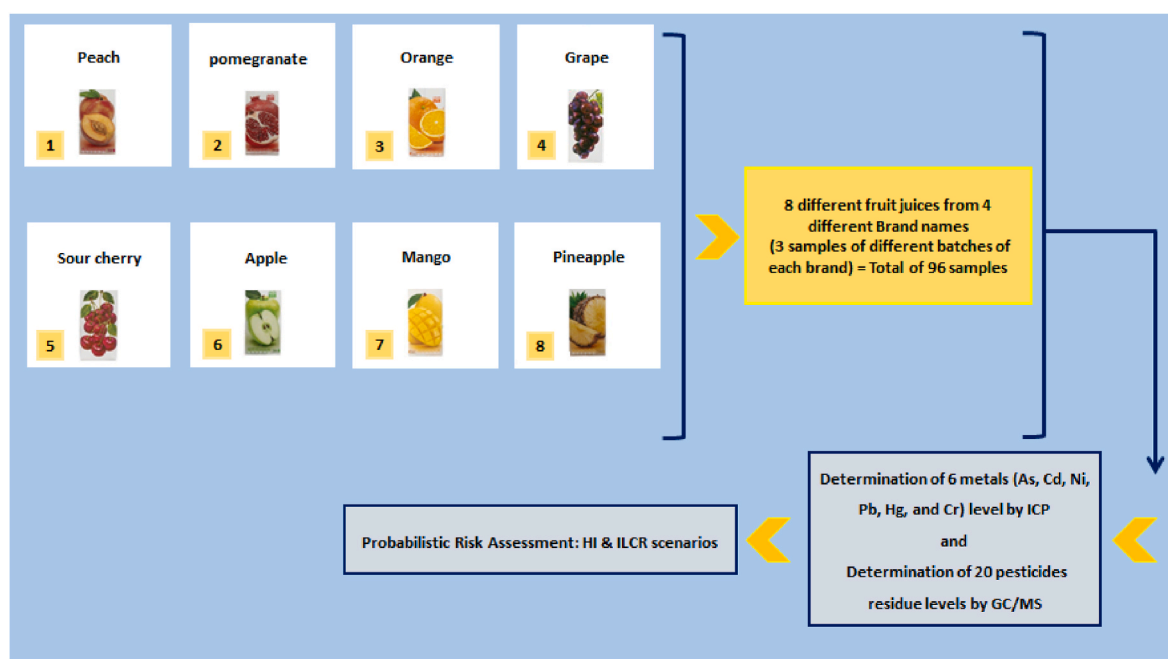 Peach
pomegranate
Orange
Grape
1
2
3
4
Sour cherry
Apple
Mango
Pineapple
5
6
7
8
8 different fruit juices from 4
different Brand names
(3 samples of different batches of
each brand) = Total of 96 samples
Determination of 6 metals (As, Cd, Ni,
Pb, Hg, and Cr) level by ICP
and
Determination of 20 pesticides
residue levels by GC/MS
Probabilistic Risk Assessment: HI & ILCR scenarios